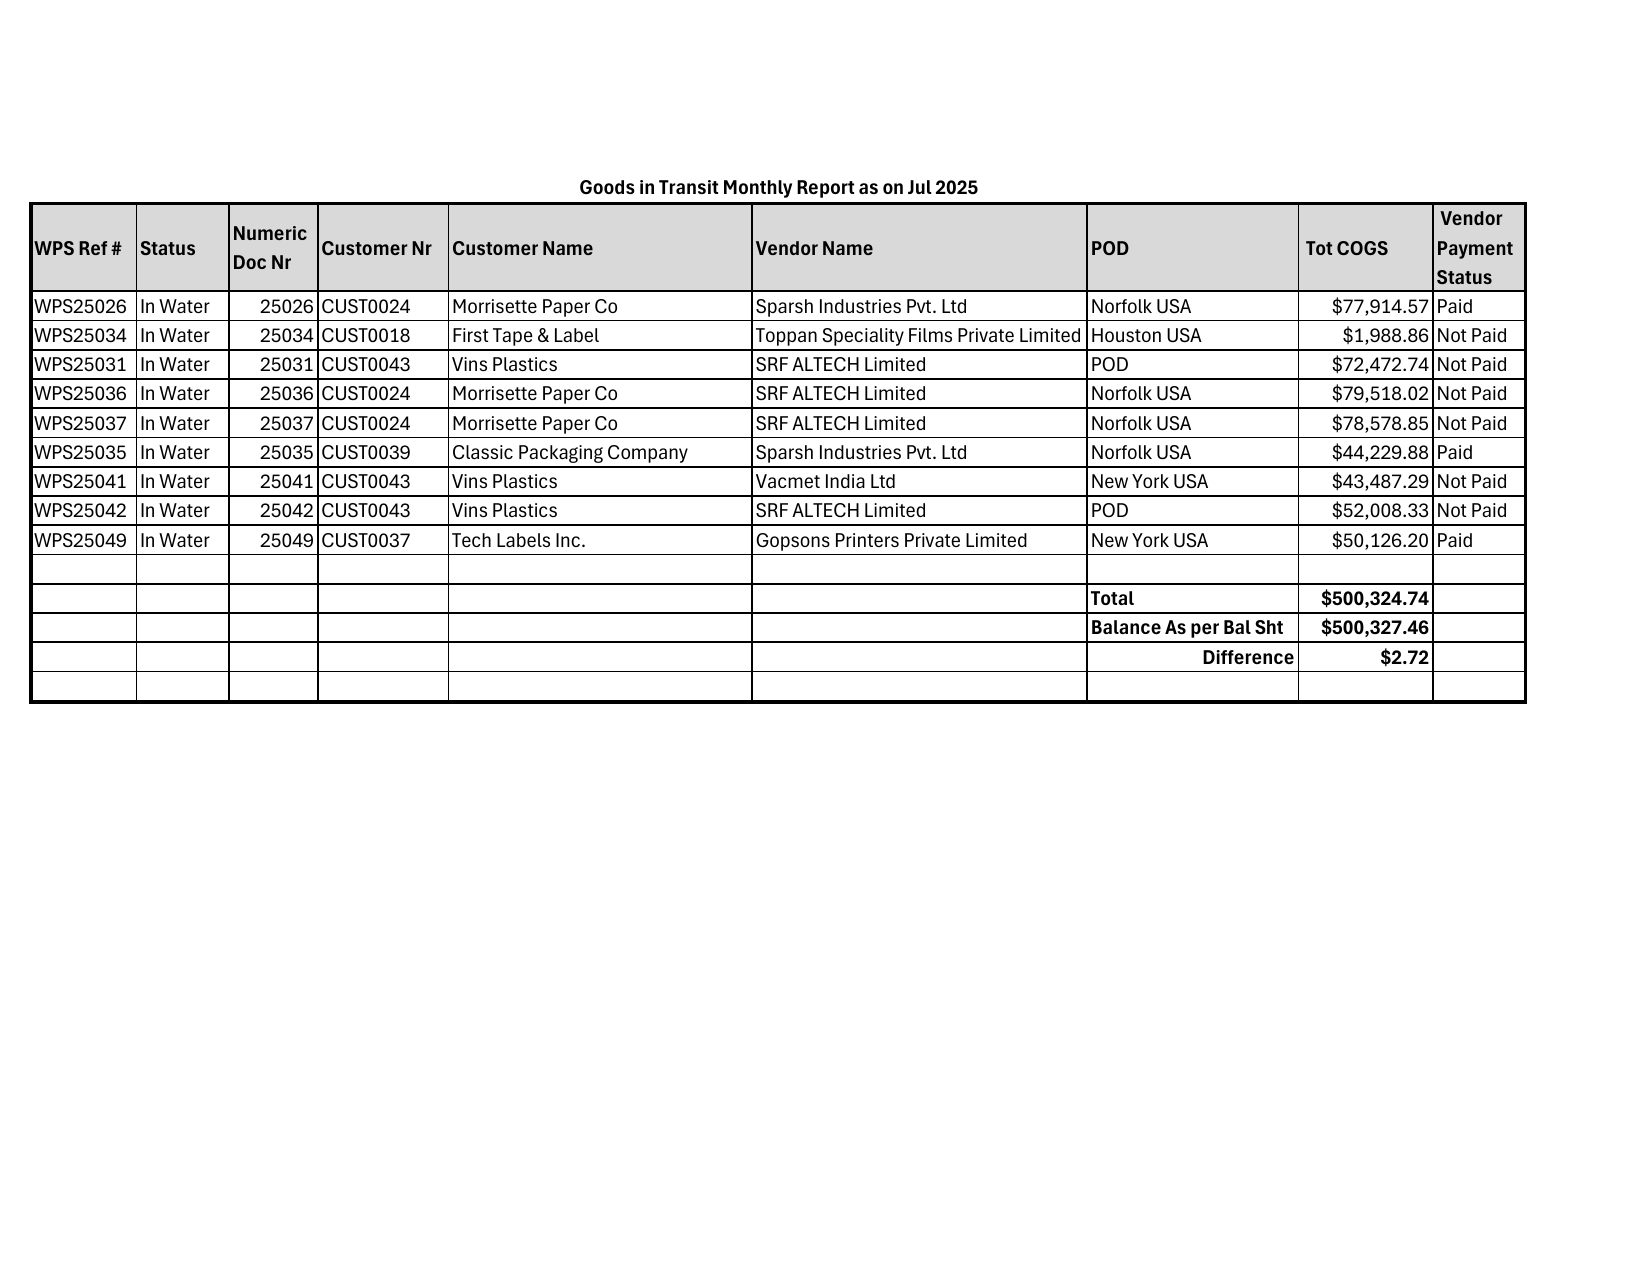 Goods in Transit Monthly Report as on Jul 2025
WPS Ref # Status Numeric Doc Nr Customer Nr Customer Name Vendor Name POD Tot COGS Vendor Payment Status
WPS25026 In Water 25026 CUST0024 Morrisette Paper Co Sparsh Industries Pvt. Ltd Norfolk USA $77,914.57 Paid
WPS25034 In Water 25034 CUST0018 First Tape & Label Toppan Speciality Films Private Limited Houston USA $1,988.86 Not Paid
WPS25031 In Water 25031 CUST0043 Vins Plastics SRF ALTECH Limited POD $72,472.74 Not Paid
WPS25036 In Water 25036 CUST0024 Morrisette Paper Co SRF ALTECH Limited Norfolk USA $79,518.02 Not Paid
WPS25037 In Water 25037 CUST0024 Morrisette Paper Co SRF ALTECH Limited Norfolk USA $78,578.85 Not Paid
WPS25035 In Water 25035 CUST0039 Classic Packaging Company Sparsh Industries Pvt. Ltd Norfolk USA $44,229.88 Paid
WPS25041 In Water 25041 CUST0043 Vins Plastics Vacmet India Ltd New York USA $43,487.29 Not Paid
WPS25042 In Water 25042 CUST0043 Vins Plastics SRF ALTECH Limited POD $52,008.33 Not Paid
WPS25049 In Water 25049 CUST0037 Tech Labels Inc. Gopsons Printers Private Limited New York USA $50,126.20 Paid
Total $500,324.74
Balance As per Bal Sht $500,327.46
Difference $2.72